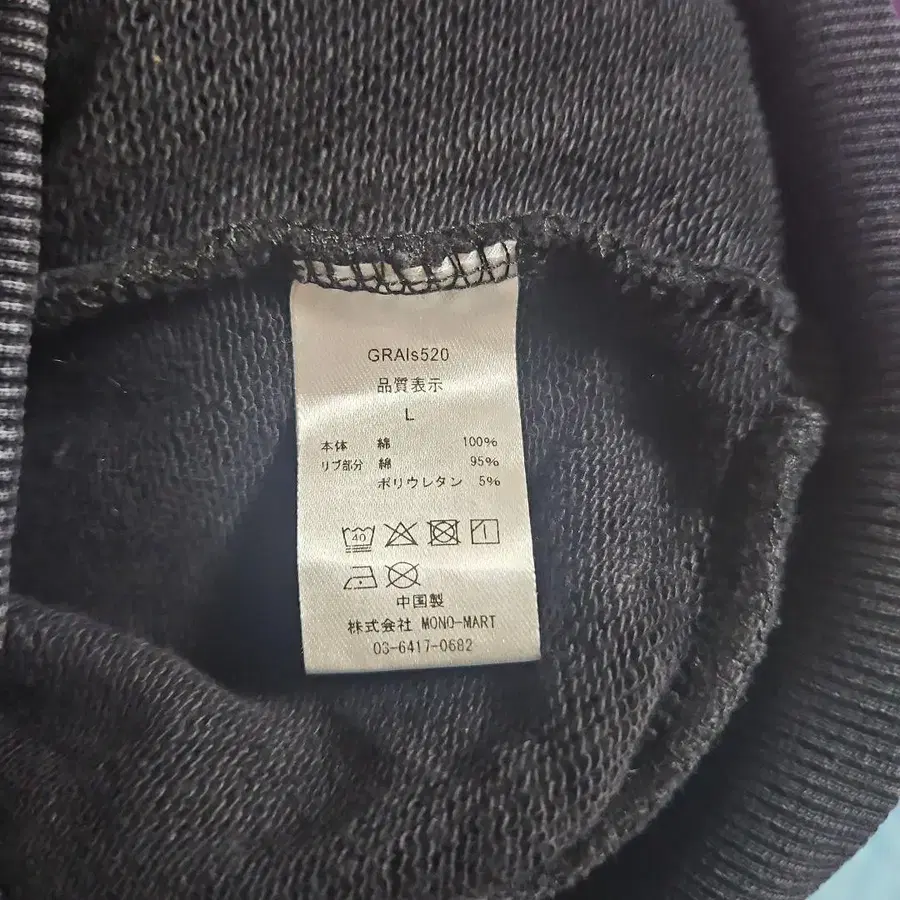 GRAIs520
品質表示
L
本体 綿 100%
リブ部分 綿 95%
ポリウレタン 5%
40
中国製
株式会社 MONO-MART
03-6417-0682